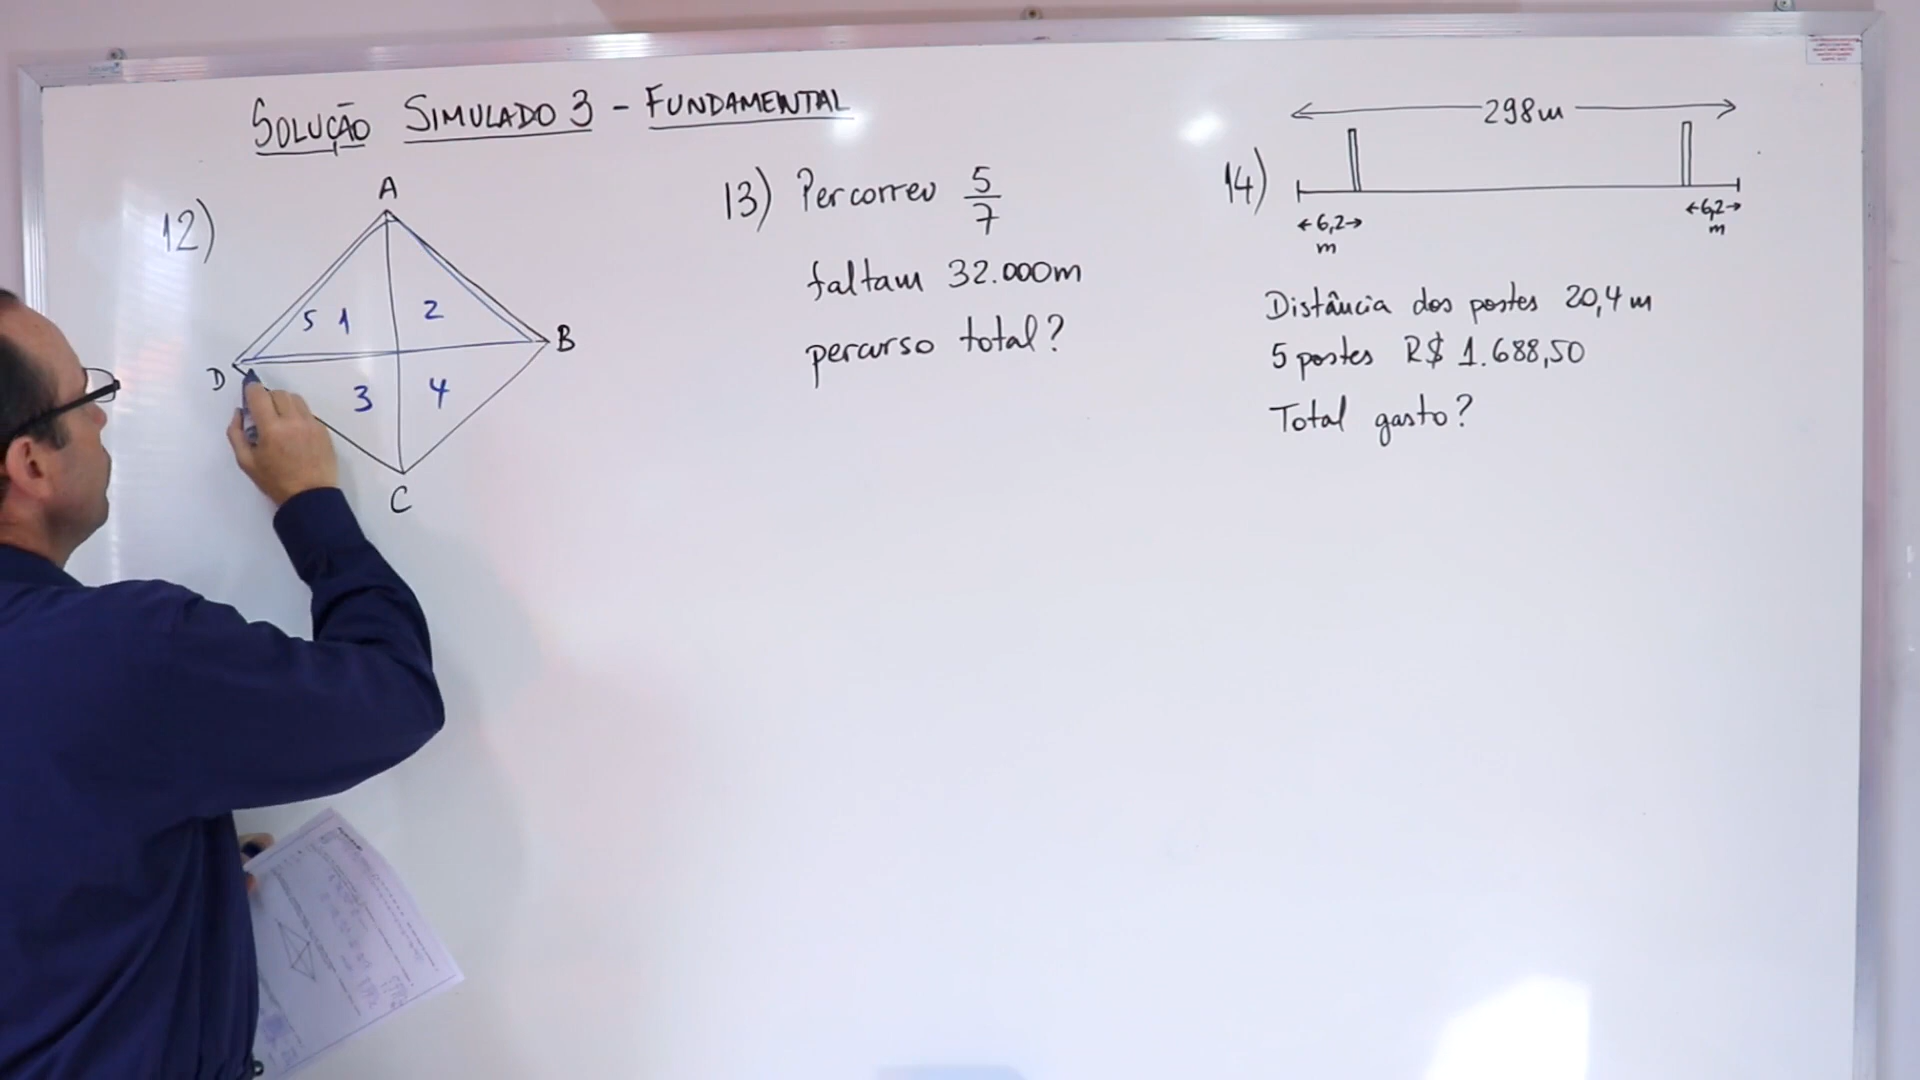 SOLUÇÃO SIMULADO 3 - FUNDAMENTAL
12)
A
B
C
D
5 1
2
3
4
13) Percorreu 5/7
faltam 32.000m
percurso total?
14)
298m
←6,2→
m
←6,2→
m
Distância dos postes 20,4 m
5 postes R$ 1.688,50
Total gasto?